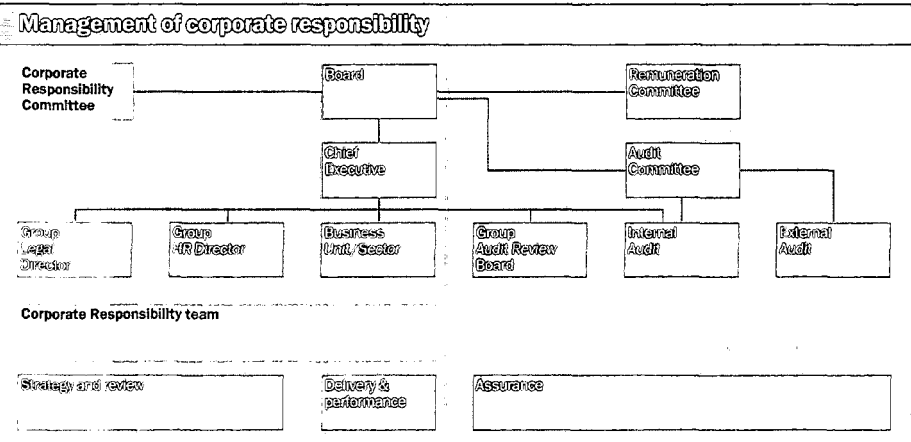 Management of corporate responsibility
Corporate
Responsibility
Committee
Board
Remuneration
Committee
Chief
Executive
Audit
Committee
Group
Legal
Director
Group
HR Director
Business
Unit/Sector
Group
Audit Review
Board
Internal
Audit
External
Audit
Corporate Responsibility team
Strategy and review
Delivery &
performance
Assurance